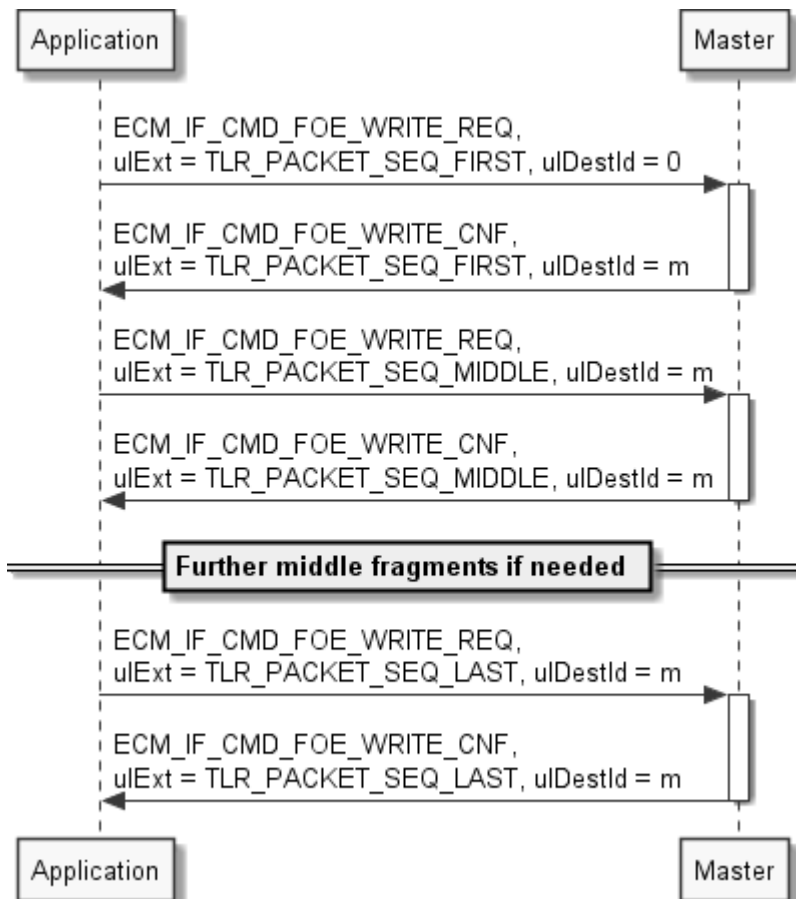 Application Master
ECM_IF_CMD_FOE_WRITE_REQ,
ulExt = TLR_PACKET_SEQ_FIRST, ulDestId = 0
ECM_IF_CMD_FOE_WRITE_CNF,
ulExt = TLR_PACKET_SEQ_FIRST, ulDestId = m
ECM_IF_CMD_FOE_WRITE_REQ,
ulExt = TLR_PACKET_SEQ_MIDDLE, ulDestId = m
ECM_IF_CMD_FOE_WRITE_CNF,
ulExt = TLR_PACKET_SEQ_MIDDLE, ulDestId = m
Further middle fragments if needed
ECM_IF_CMD_FOE_WRITE_REQ,
ulExt = TLR_PACKET_SEQ_LAST, ulDestId = m
ECM_IF_CMD_FOE_WRITE_CNF,
ulExt = TLR_PACKET_SEQ_LAST, ulDestId = m
Application Master